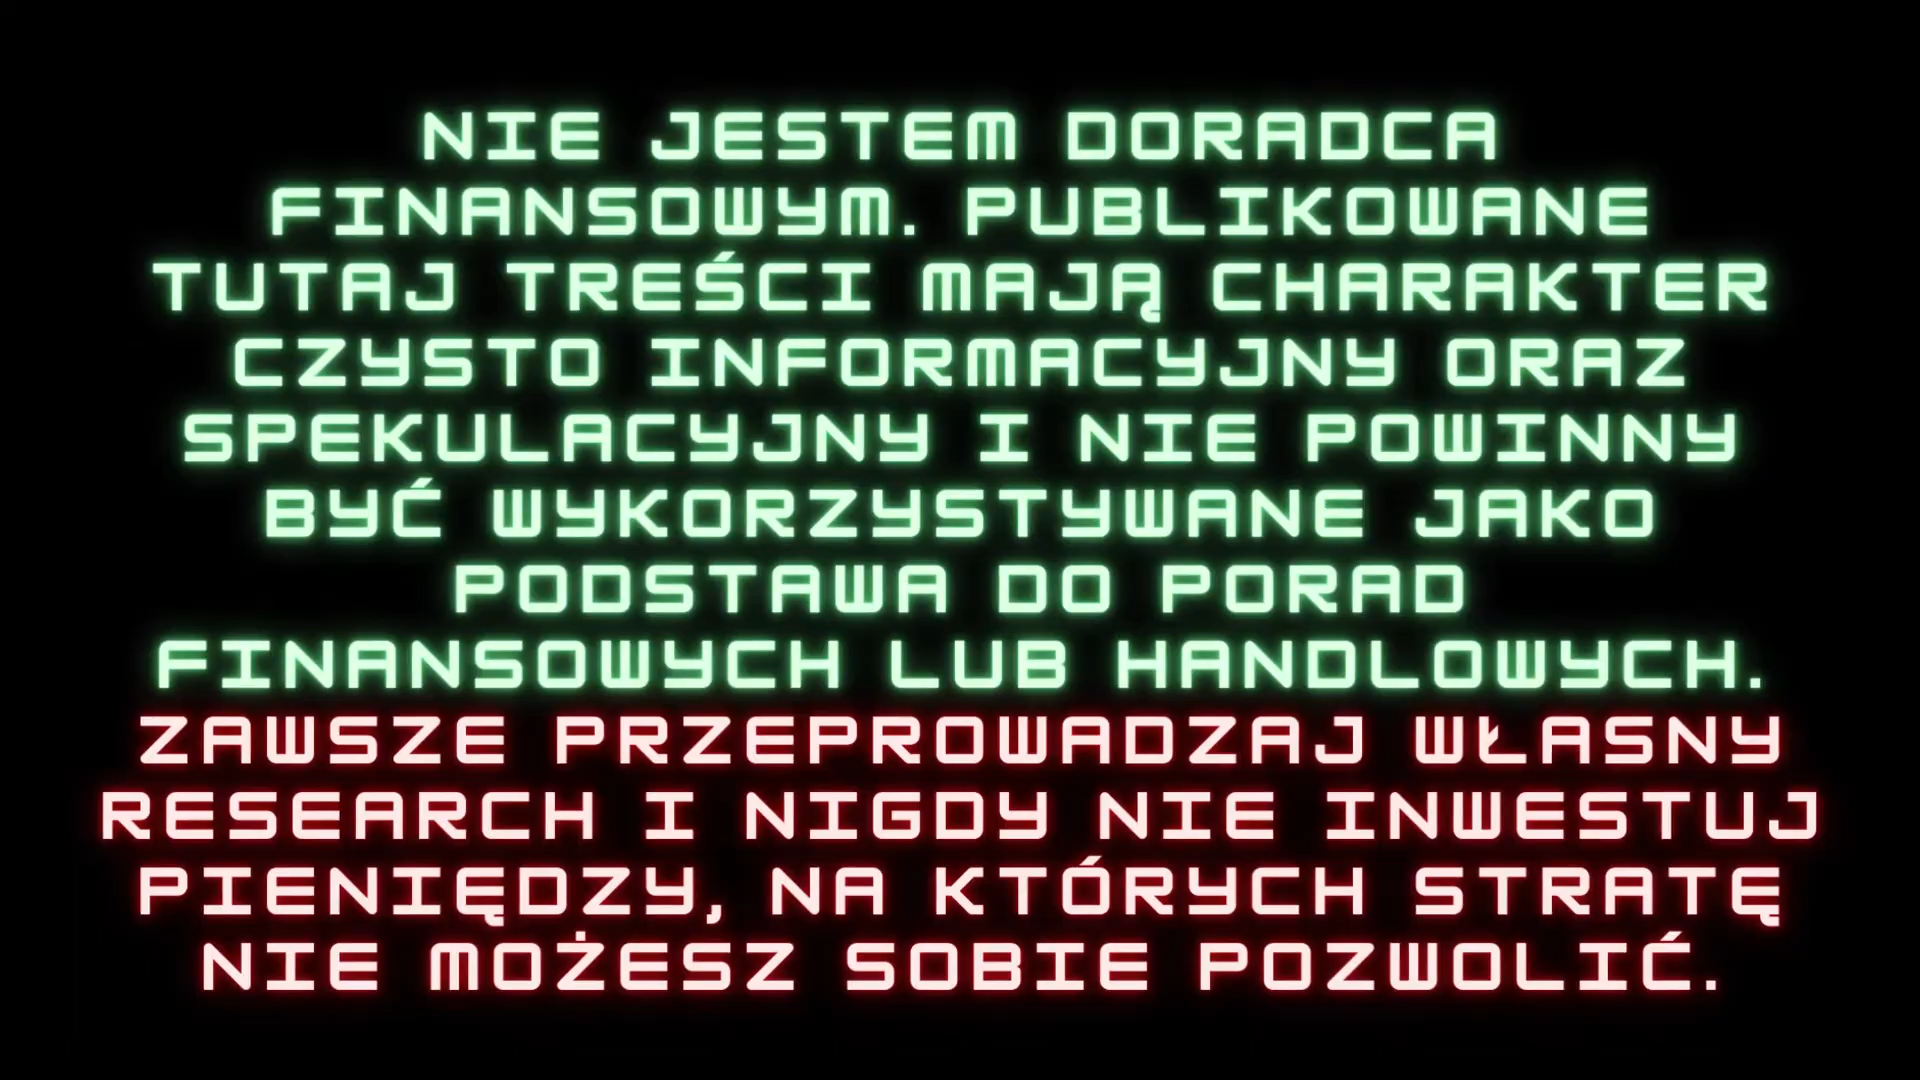 NIE JESTEM DORADCA
FINANSOWYM. PUBLIKOWANE
TUTAJ TREŚCI MAJĄ CHARAKTER
CZYSTO INFORMACYJNY ORAZ
SPEKULACYJNY I NIE POWINNY
BYĆ WYKORZYSTYWANE JAKO
PODSTAWA DO PORAD
FINANSOWYCH LUB HANDLOWYCH.
ZAWSZE PRZEPROWADZAJ WŁASNY
RESEARCH I NIGDY NIE INWESTUJ
PIENIĘDZY, NA KTÓRYCH STRATĘ
NIE MOŻESZ SOBIE POZWOLIĆ.